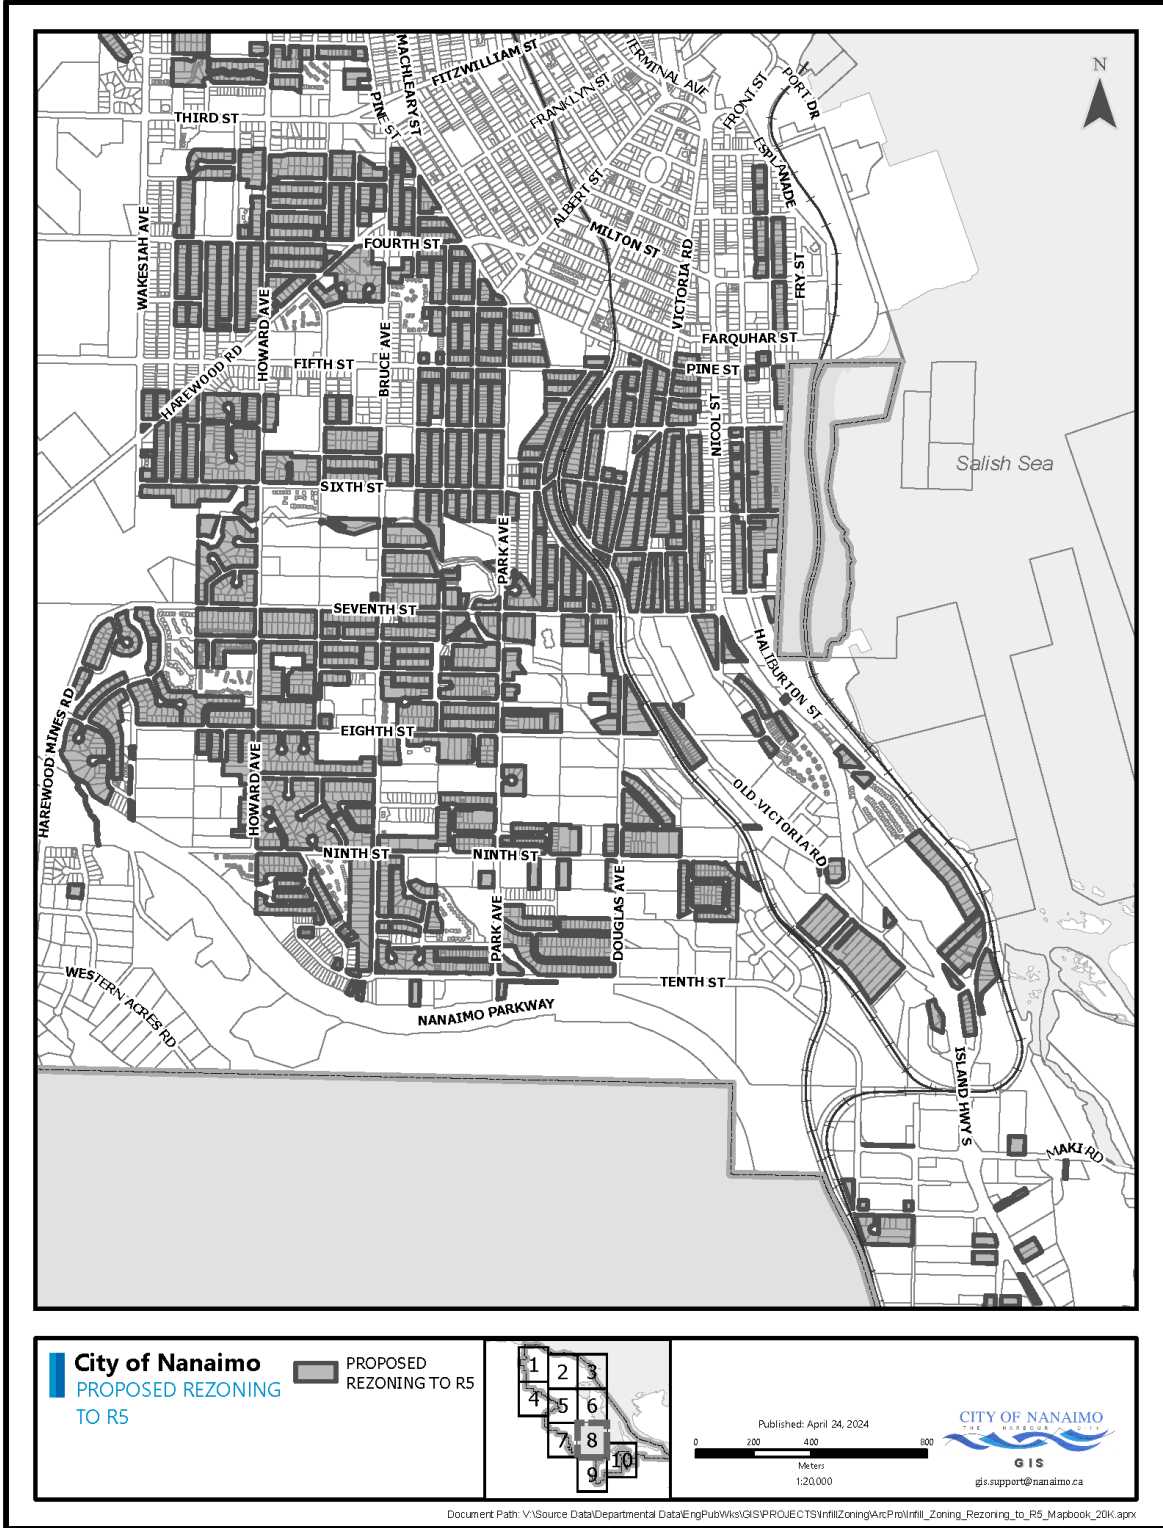 MACHLEARY ST
FITZWILLIAM ST
TERMINAL AVE
PORT DR
N
FRANKLYN ST
FRONT ST
PINE ST
THIRD ST
ESPLANADE
ALBERT ST
WAKESIAH AVE
FOURTH ST
MILTON ST
VICTORIA RD
FRY ST
HOWARD AVE
FARQUHAR ST
HAREWOOD RD
FIFTH ST
BRUCE AVE
PINE ST
NICOL ST
Salish Sea
SIXTH ST
PARK AVE
SEVENTH ST
HALIBURTON ST
HAREWOOD MINES RD
EIGHTH ST
HOWARD AVE
OLD VICTORIA RD
NINTH ST
NINTH ST
DOUGLAS AVE
PARK AVE
WESTERN ACRES RD
TENTH ST
NANAIMO PARKWAY
ISLAND HWY S
MAKI RD
City of Nanaimo
PROPOSED REZONING
TO R5
PROPOSED
REZONING TO R5
1
2
3
4
5
6
7
8
9
10
Published: April 24, 2024
0 200 400 800
Meters
1:20,000
CITY OF NANAIMO
THE HARBOUR CITY
GIS
gis.support@nanaimo.ca
Document Path: V:\Source Data\Departmental Data\EngPubWks\GIS\PROJECTS\InfillZoning\ArcPro\Infill_Zoning_Rezoning_to_R5_Mapbook_20K.aprx